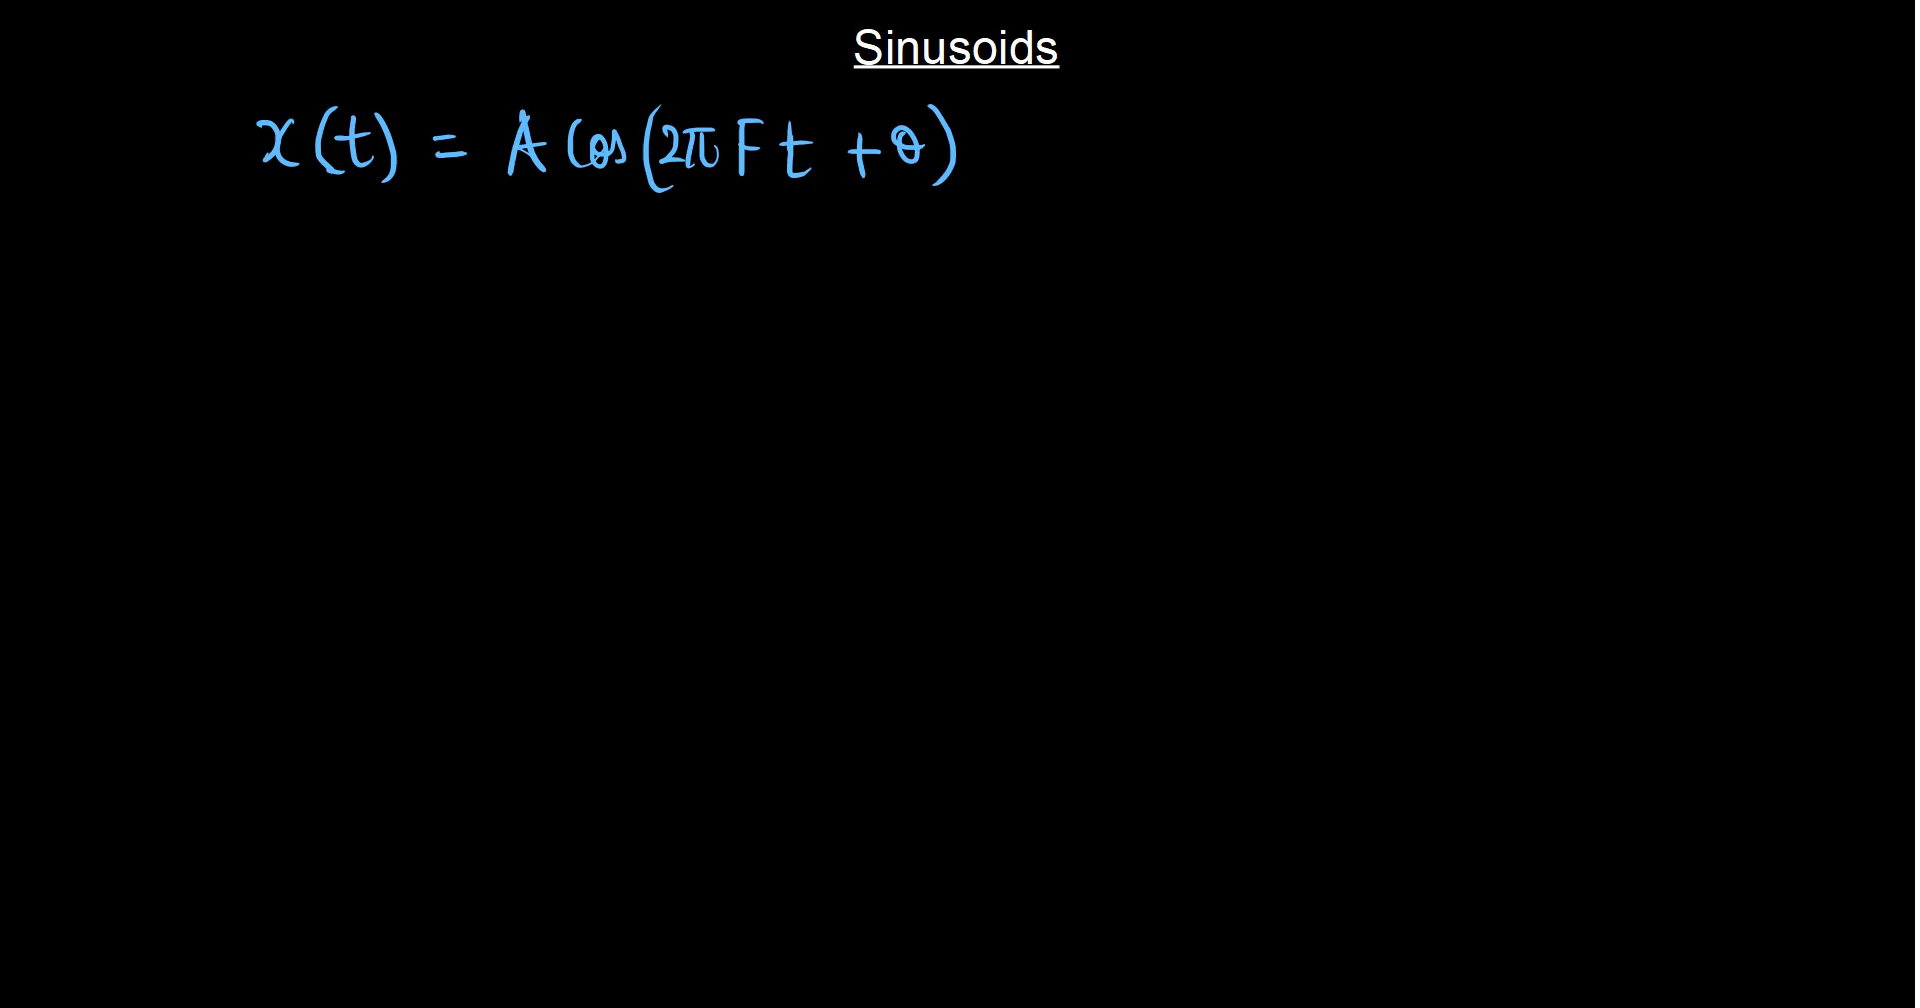 Sinusoids
x(t) = A Cos(2πFt + θ)